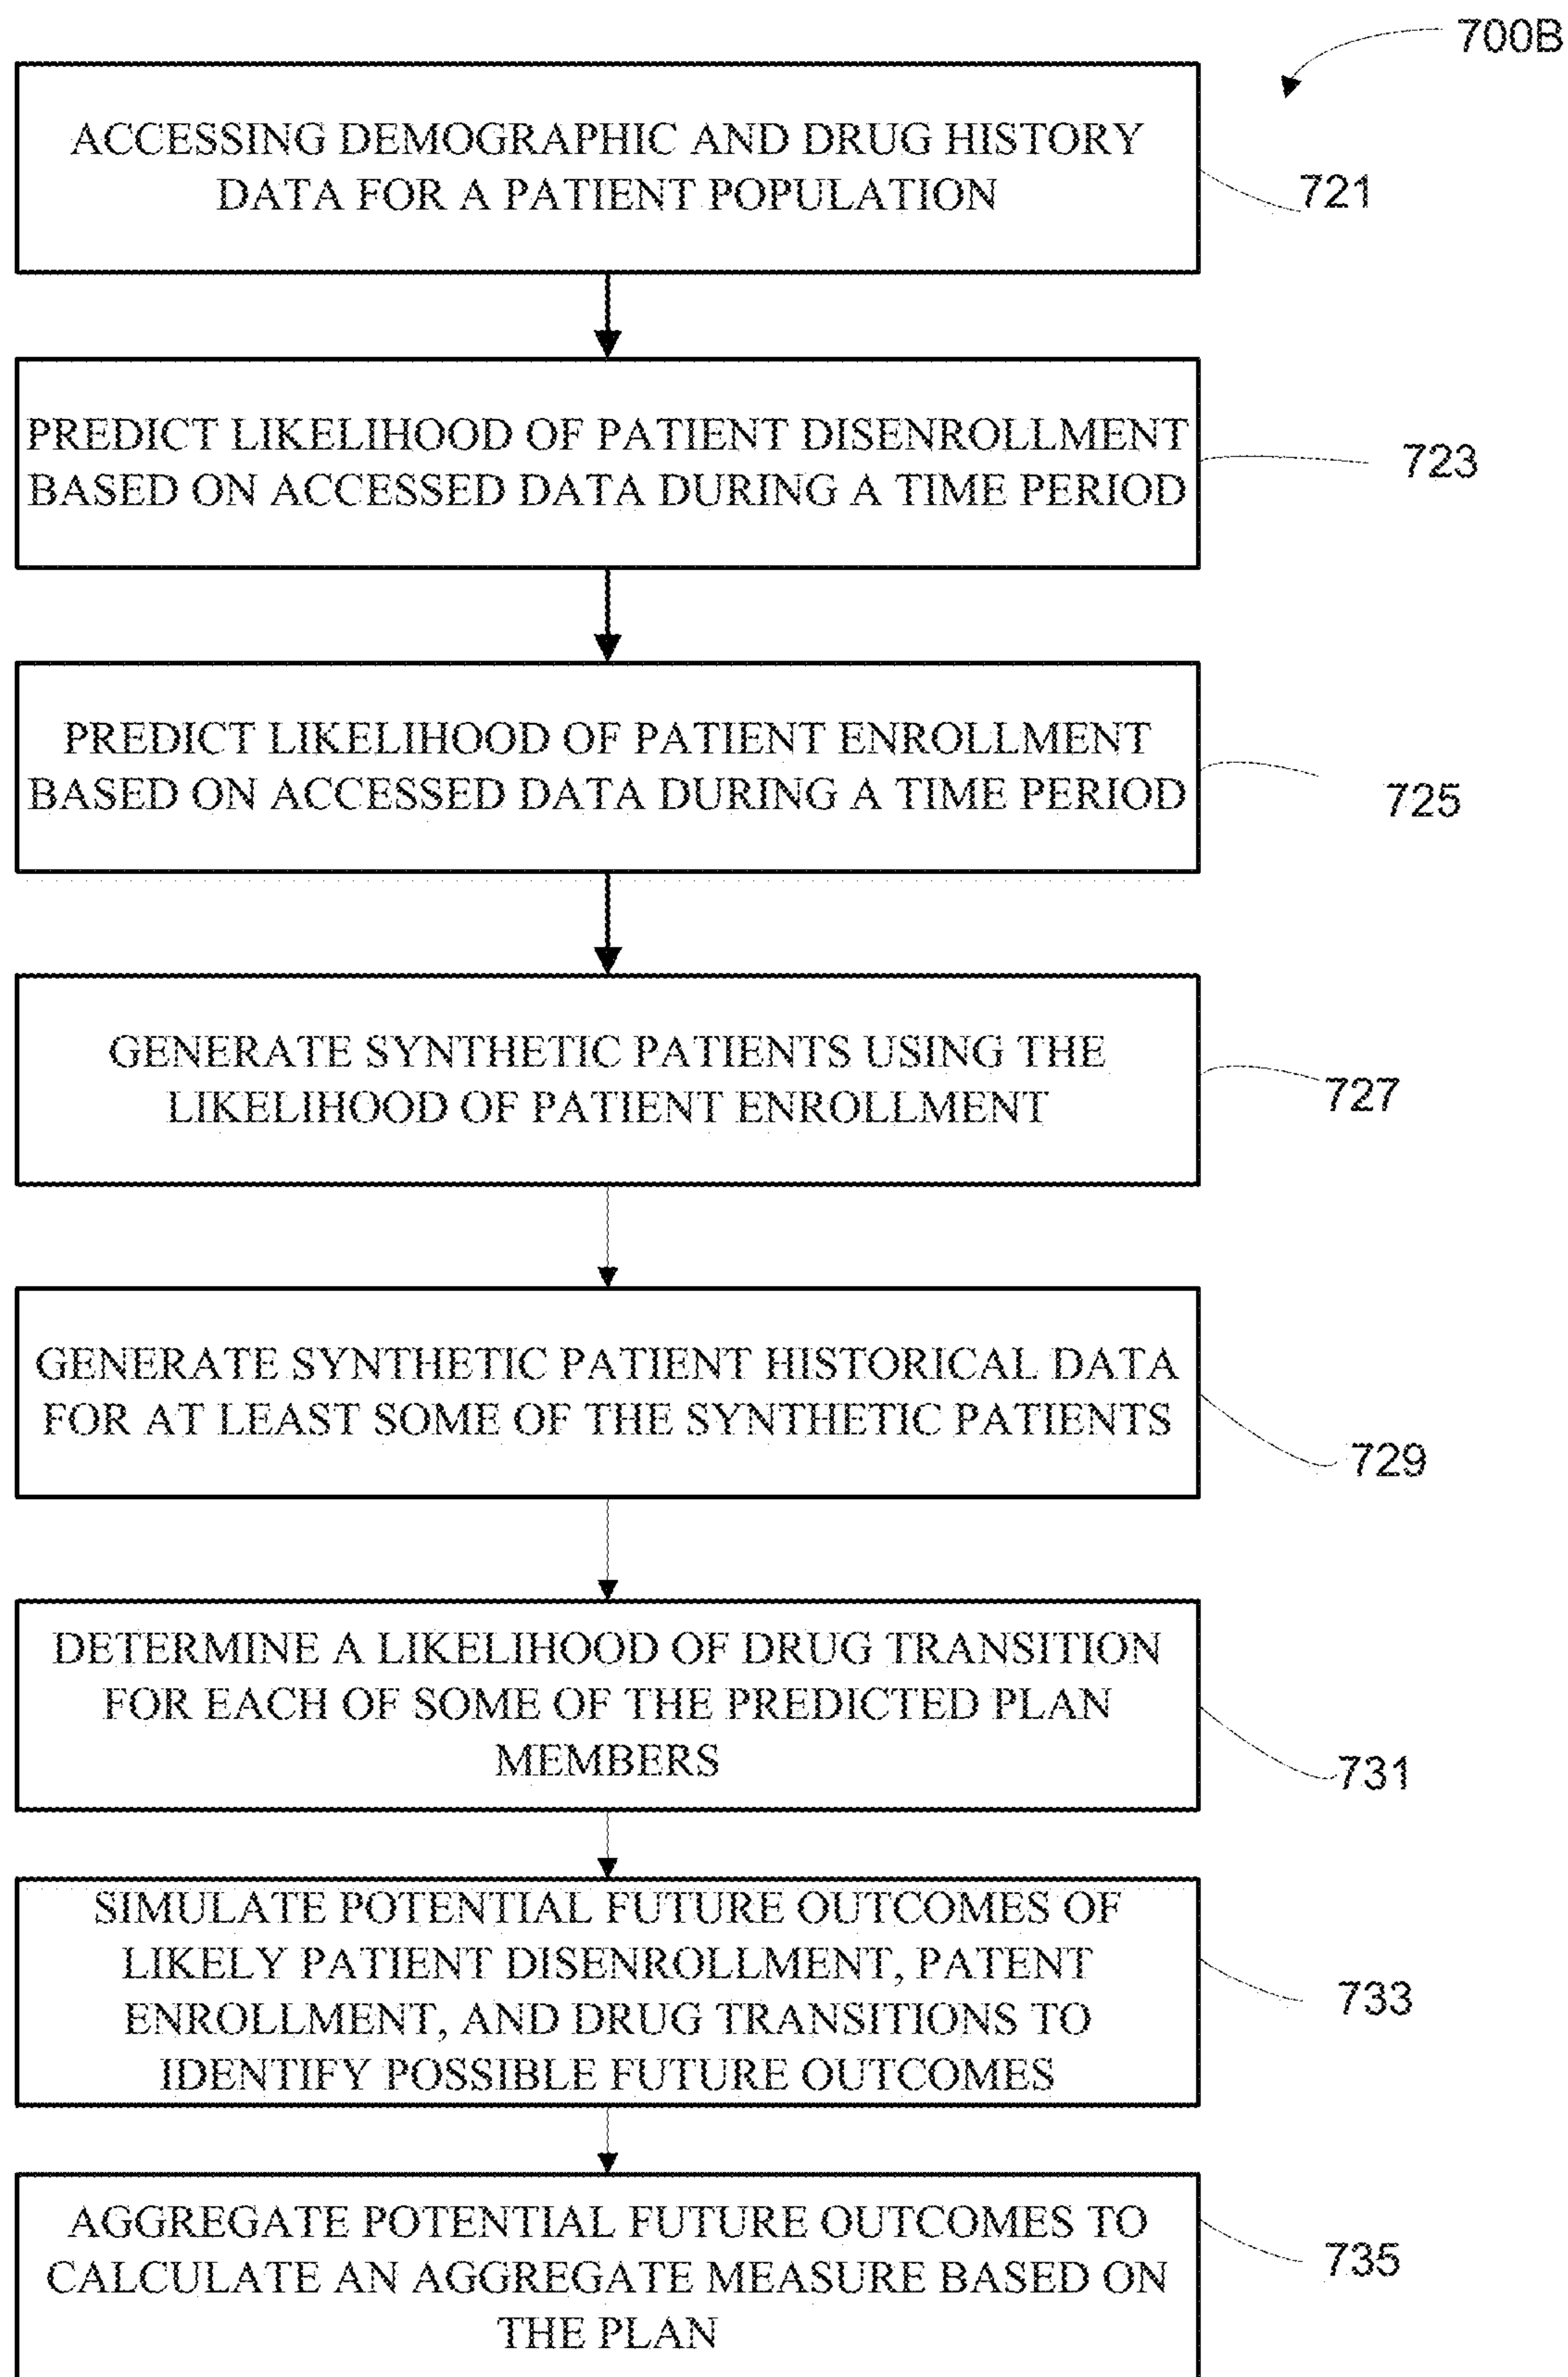 700B
ACCESSING DEMOGRAPHIC AND DRUG HISTORY
DATA FOR A PATIENT POPULATION
721
PREDICT LIKELIHOOD OF PATIENT DISENROLLMENT
BASED ON ACCESSED DATA DURING A TIME PERIOD
723
PREDICT LIKELIHOOD OF PATIENT ENROLLMENT
BASED ON ACCESSED DATA DURING A TIME PERIOD
725
GENERATE SYNTHETIC PATIENTS USING THE
LIKELIHOOD OF PATIENT ENROLLMENT
727
GENERATE SYNTHETIC PATIENT HISTORICAL DATA
FOR AT LEAST SOME OF THE SYNTHETIC PATIENTS
729
DETERMINE A LIKELIHOOD OF DRUG TRANSITION
FOR EACH OF SOME OF THE PREDICTED PLAN
MEMBERS
731
SIMULATE POTENTIAL FUTURE OUTCOMES OF
LIKELY PATIENT DISENROLLMENT, PATENT
ENROLLMENT, AND DRUG TRANSITIONS TO
IDENTIFY POSSIBLE FUTURE OUTCOMES
733
AGGREGATE POTENTIAL FUTURE OUTCOMES TO
CALCULATE AN AGGREGATE MEASURE BASED ON
THE PLAN
735